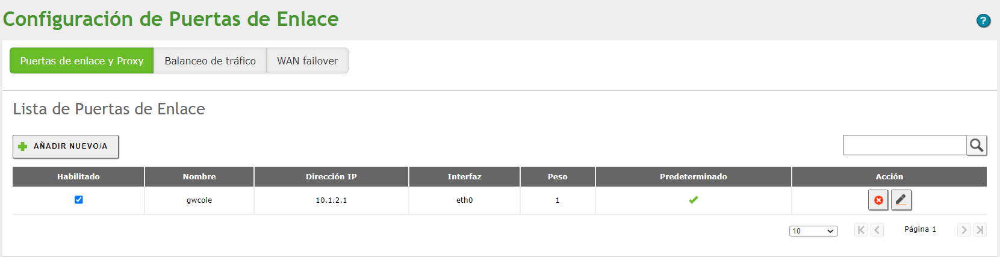 Configuración de Puertas de Enlace
?
Puertas de enlace y Proxy Balanceo de tráfico WAN failover
Lista de Puertas de Enlace
AÑADIR NUEVO/A
Habilitado Nombre Dirección IP Interfaz Peso Predeterminado Acción
gwcole 10.1.2.1 eth0 1
10 Página 1